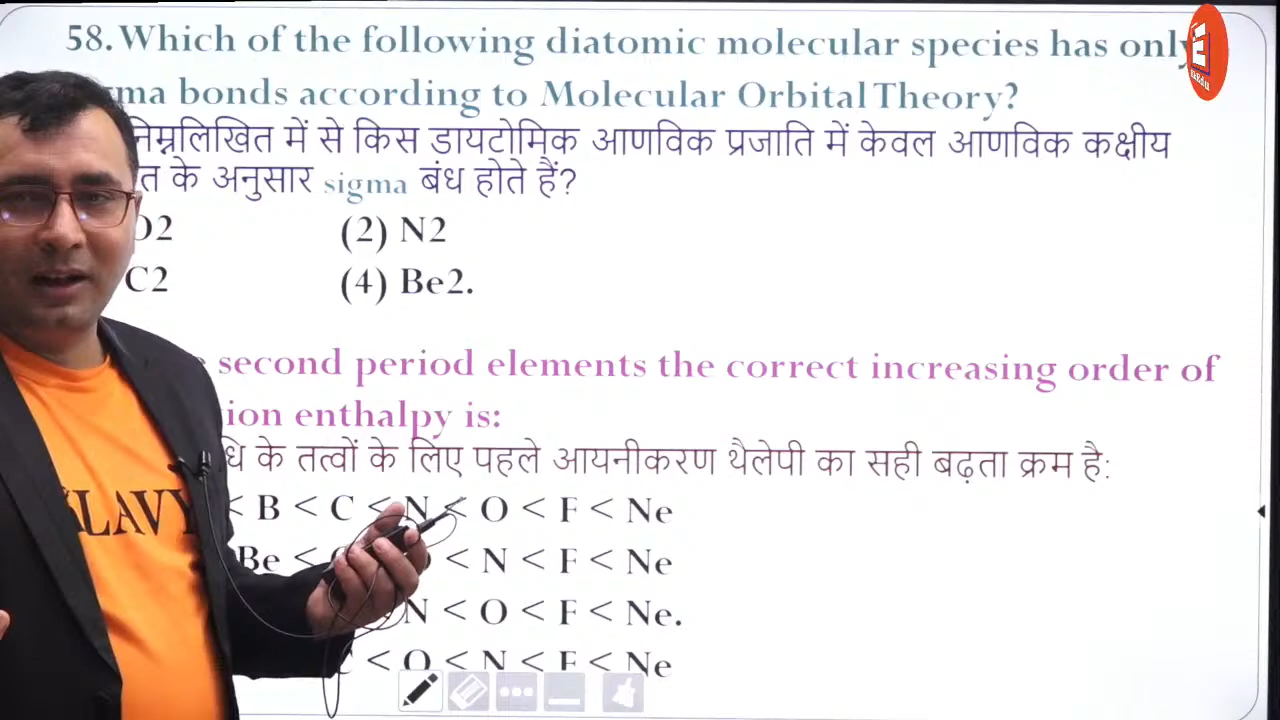 58. Which of the following diatomic molecular species has only
bonds according to Molecular Orbital Theory?
निम्नलिखित में से किस डायटोमिक आणविक प्रजाति में केवल आणविक कक्षीय
के अनुसार sigma बंध होते हैं?
(2) N2
C2 (4) Be2.
second period elements the correct increasing order of
enthalpy is:
के तत्वों के लिए पहले आयनीकरण थैलेपी का सही बढ़ता क्रम है:
< B < C < N < O < F < Ne
Be < < N < F < Ne
N < O < F < Ne.
< O < N < F < Ne